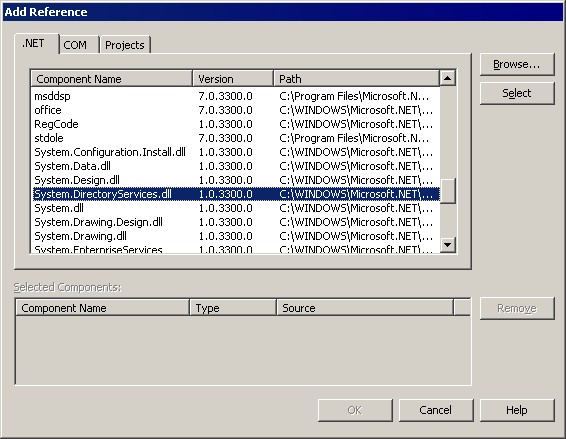 Add Reference
.NET COM Projects
Browse...
Select
Component Name Version Path
msddsp 7.0.3300.0 C:\Program Files\Microsoft.N...
office 7.0.3300.0 C:\WINDOWS\Microsoft.NET\...
RegCode 1.0.3300.0 C:\WINDOWS\Microsoft.NET\...
stdole 7.0.3300.0 C:\Program Files\Microsoft.N...
System.Configuration.Install.dll 1.0.3300.0 C:\WINDOWS\Microsoft.NET\...
System.Data.dll 1.0.3300.0 C:\WINDOWS\Microsoft.NET\...
System.Design.dll 1.0.3300.0 C:\WINDOWS\Microsoft.NET\...
System.DirectoryServices.dll 1.0.3300.0 C:\WINDOWS\Microsoft.NET\...
System.dll 1.0.3300.0 C:\WINDOWS\Microsoft.NET\...
System.Drawing.Design.dll 1.0.3300.0 C:\WINDOWS\Microsoft.NET\...
System.Drawing.dll 1.0.3300.0 C:\WINDOWS\Microsoft.NET\...
System.EnterpriseServices 1.0.3300.0 C:\WINDOWS\Microsoft.NET\...
Selected Components:
Component Name Type Source
Remove
OK Cancel Help